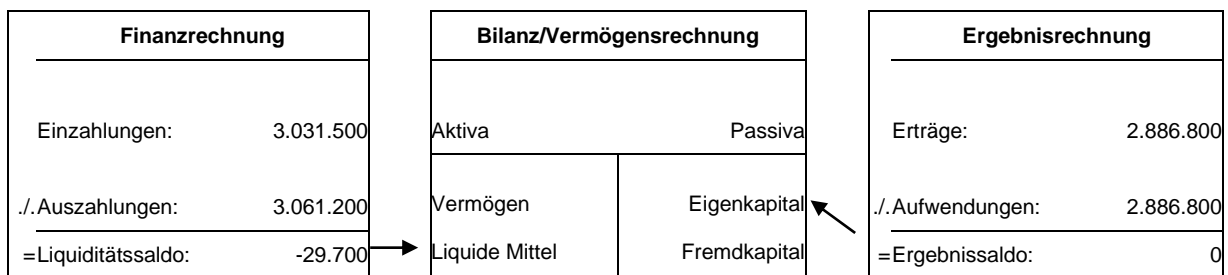 Finanzrechnung
Einzahlungen: 3.031.500
./. Auszahlungen: 3.061.200
= Liquiditätssaldo: -29.700
Bilanz/Vermögensrechnung
Aktiva Passiva
Vermögen Eigenkapital
Liquide Mittel Fremdkapital
Ergebnisrechnung
Erträge: 2.886.800
./. Aufwendungen: 2.886.800
= Ergebnissaldo: 0